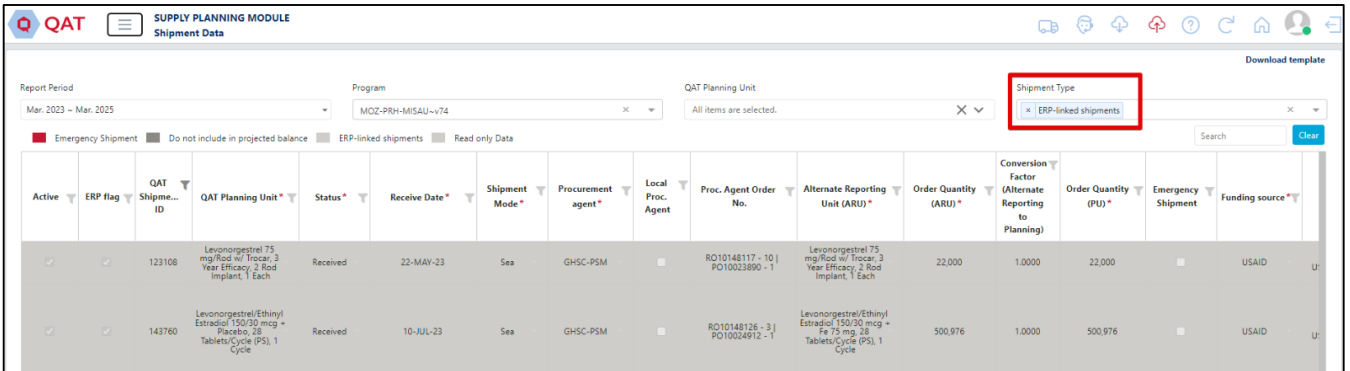 QAT
SUPPLY PLANNING MODULE
Shipment Data
Download template
Report Period
Program
QAT Planning Unit
Shipment Type
Mar. 2023 ~ Mar. 2025
MOZ-PRH-MISAU~v74
All items are selected.
× ERP-linked shipments
Emergency Shipment
Do not include in projected balance
ERP-linked shipments
Read only Data
Search
Clear
Active
ERP flag
QAT
Shipme...
ID
QAT Planning Unit*
Status*
Receive Date*
Shipment
Mode*
Procurement
agent*
Local
Proc.
Agent
Proc. Agent Order
No.
Alternate Reporting
Unit (ARU)*
Order Quantity
(ARU)*
Conversion
Factor
(Alternate
Reporting
to
Planning)
Order Quantity
(PU)*
Emergency
Shipment
Funding source*
123108
Levonorgestrel 75
mg/Rod w/ Trocar, 3
Year Efficacy, 2 Rod
Implant, 1 Each
Received
22-MAY-23
Sea
GHSC-PSM
RO10148117 - 10 |
PO10023890 - 1
Levonorgestrel 75
mg/Rod w/ Trocar, 3
Year Efficacy, 2 Rod
Implant, 1 Each
22,000
1.0000
22,000
USAID
143760
Levonorgestrel/Ethinyl
Estradiol 150/30 mcg +
Placebo, 28
Tablets/Cycle (PS), 1
Cycle
Received
10-JUL-23
Sea
GHSC-PSM
RO10148126 - 3 |
PO10024912 - 1
Levonorgestrel/Ethinyl
Estradiol 150/30 mcg +
Fe 75 mg, 28
Tablets/Cycle (PS), 1
Cycle
500,976
1.0000
500,976
USAID